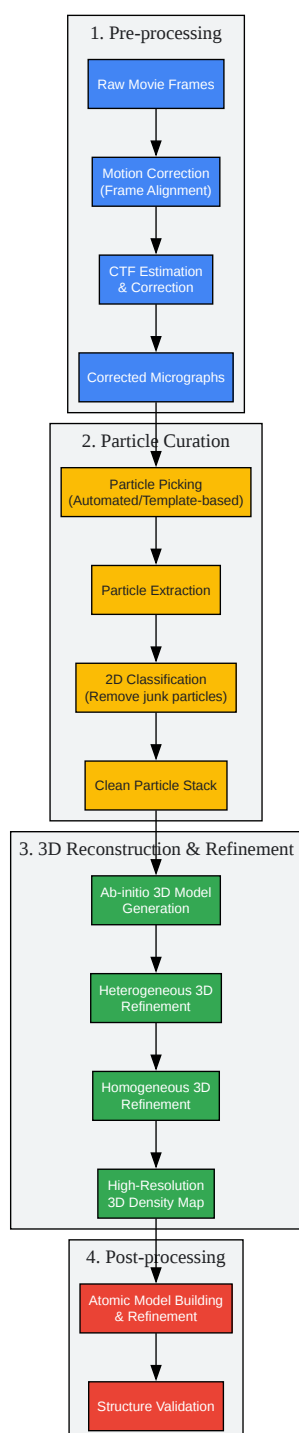 1. Pre-processing
Raw Movie Frames
Motion Correction
(Frame Alignment)
CTF Estimation
& Correction
Corrected Micrographs
2. Particle Curation
Particle Picking
(Automated/Template-based)
Particle Extraction
2D Classification
(Remove junk particles)
Clean Particle Stack
3. 3D Reconstruction & Refinement
Ab-initio 3D Model
Generation
Heterogeneous 3D
Refinement
Homogeneous 3D
Refinement
High-Resolution
3D Density Map
4. Post-processing
Atomic Model Building
& Refinement
Structure Validation